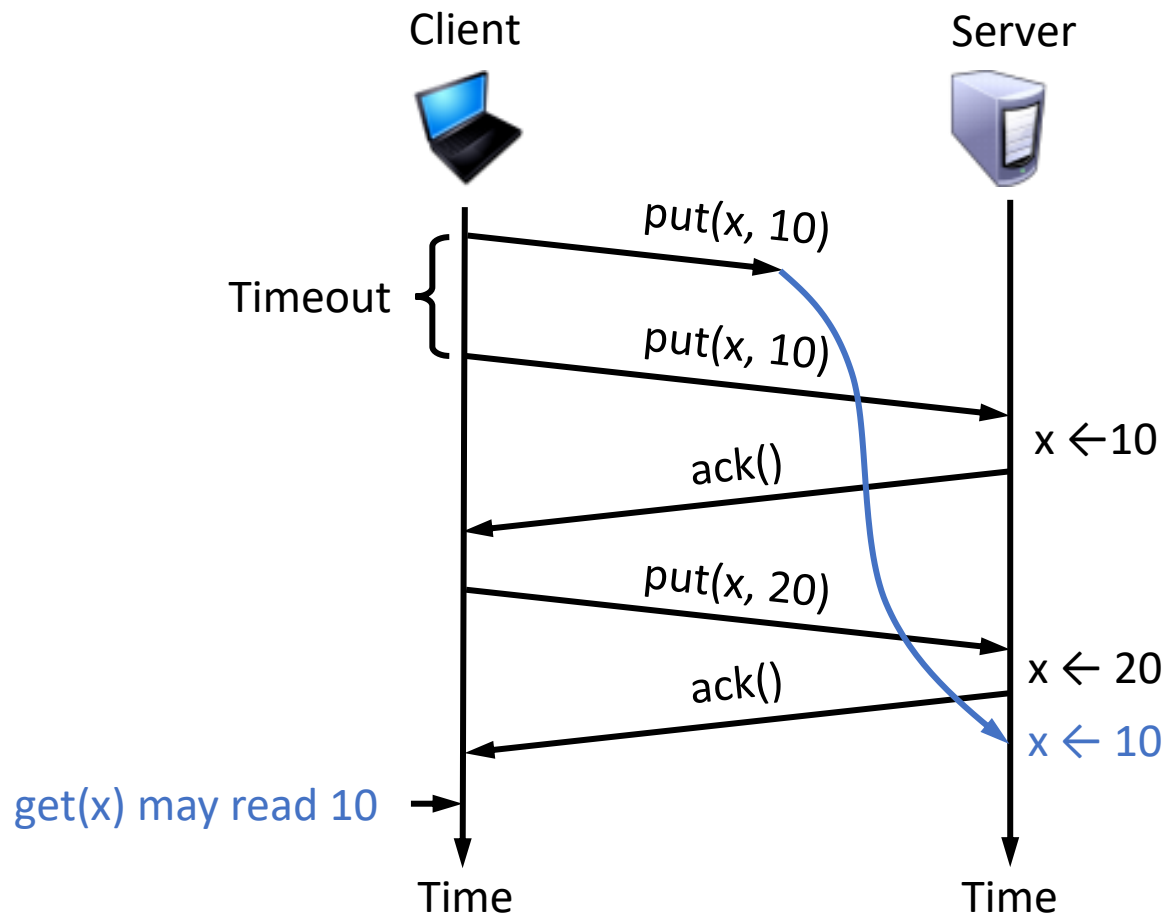 Client
Server
put(x, 10)
Timeout
put(x, 10)
x ←10
ack()
put(x, 20)
x ← 20
ack()
x ← 10
get(x) may read 10
Time
Time